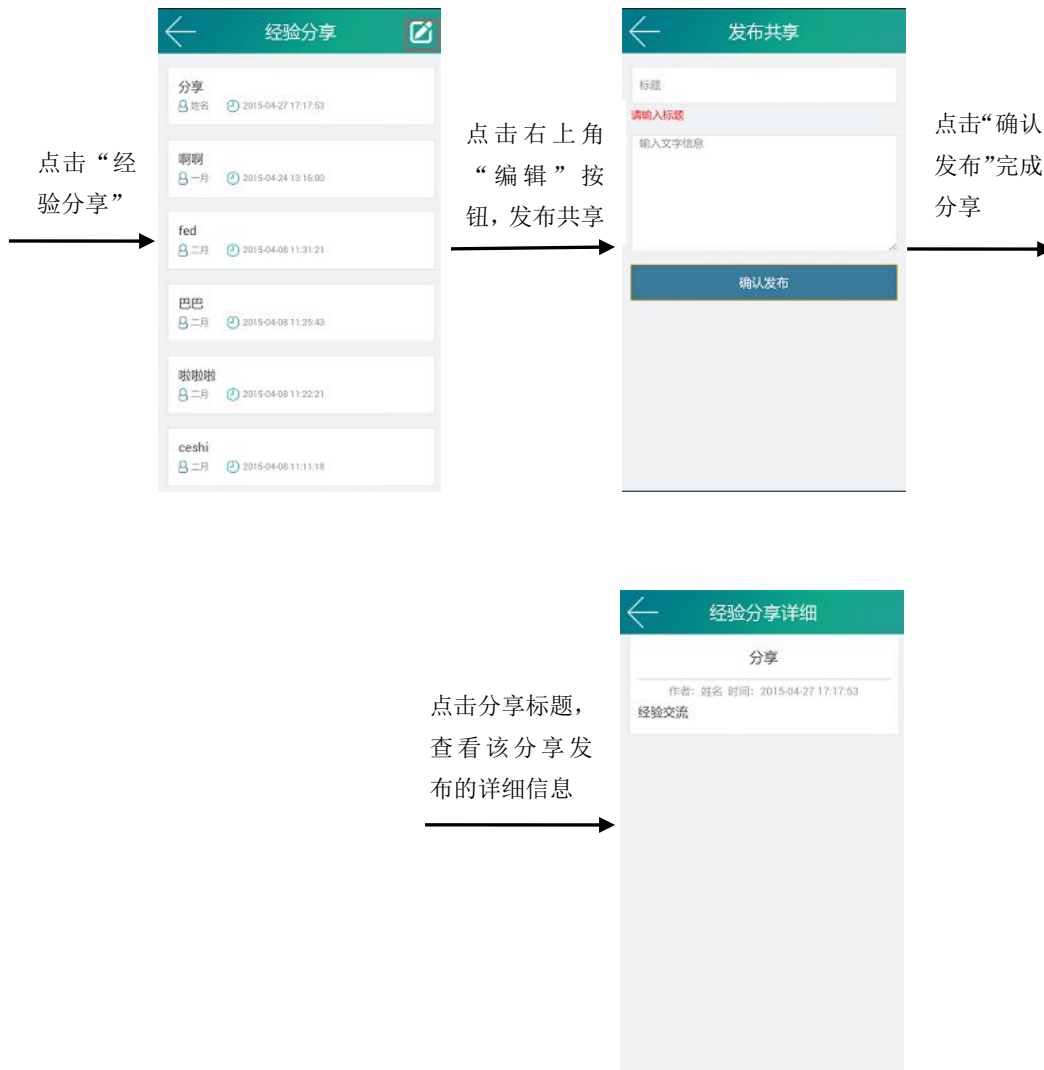 点击“经
验分享”
经验分享
分享
姓名 2015-04-27 17:17:53
啊啊
一月 2015-04-24 13:16:00
fed
二月 2015-04-08 11:31:21
巴巴
二月 2015-04-08 11:25:43
啦啦啦
二月 2015-04-08 11:22:21
ceshi
二月 2015-04-08 11:11:18
点击右上角
“编辑”按
钮，发布共享
发布共享
标题
请输入标题
输入文字信息
确认发布
点击“确认
发布”完成
分享
点击分享标题，
查看该分享发
布的详细信息
经验分享详细
分享
作者：姓名 时间：2015-04-27 17:17:53
经验交流